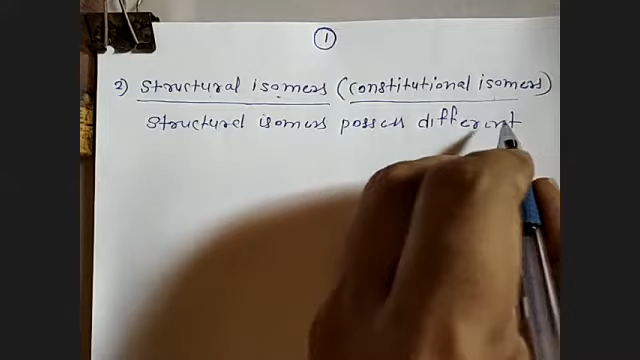 1
2) Structural isomers (constitutional isomers)
Structural isomers possess different